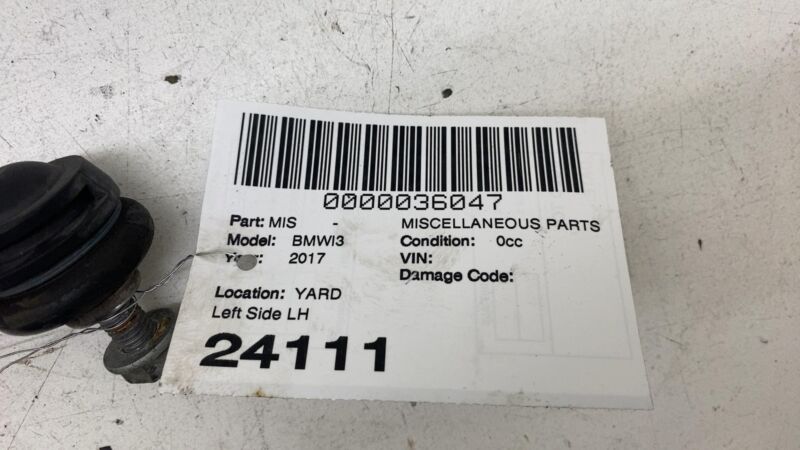 0000036047
Part: MIS - MISCELLANEOUS PARTS
Model: BMWI3 Condition: 0cc
2017 VIN:
Damage Code:
Location: YARD
Left Side LH
24111